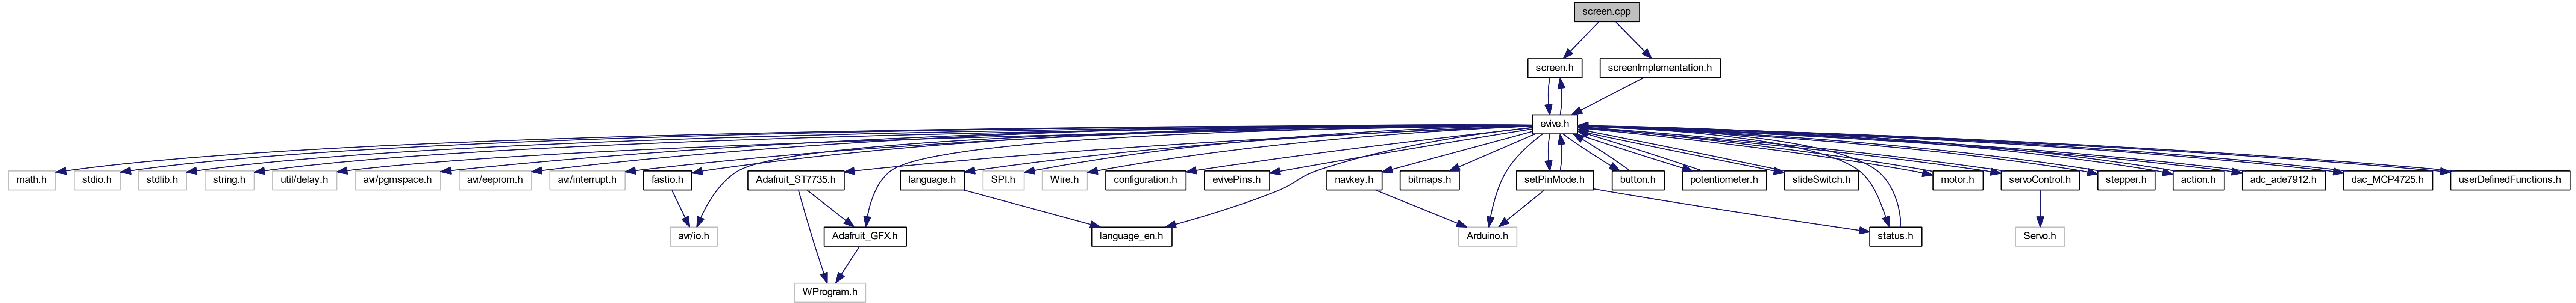 screen.cpp
screen.h
screenImplementation.h
evive.h
math.h
stdio.h
stdlib.h
string.h
util/delay.h
avr/pgmspace.h
avr/eeprom.h
avr/interrupt.h
fastio.h
Adafruit_ST7735.h
language.h
SPI.h
Wire.h
configuration.h
evivePins.h
navkey.h
bitmaps.h
setPinMode.h
button.h
potentiometer.h
slideSwitch.h
motor.h
servoControl.h
stepper.h
action.h
adc_ade7912.h
dac_MCP4725.h
userDefinedFunctions.h
avr/io.h
Adafruit_GFX.h
language_en.h
Arduino.h
status.h
Servo.h
WProgram.h